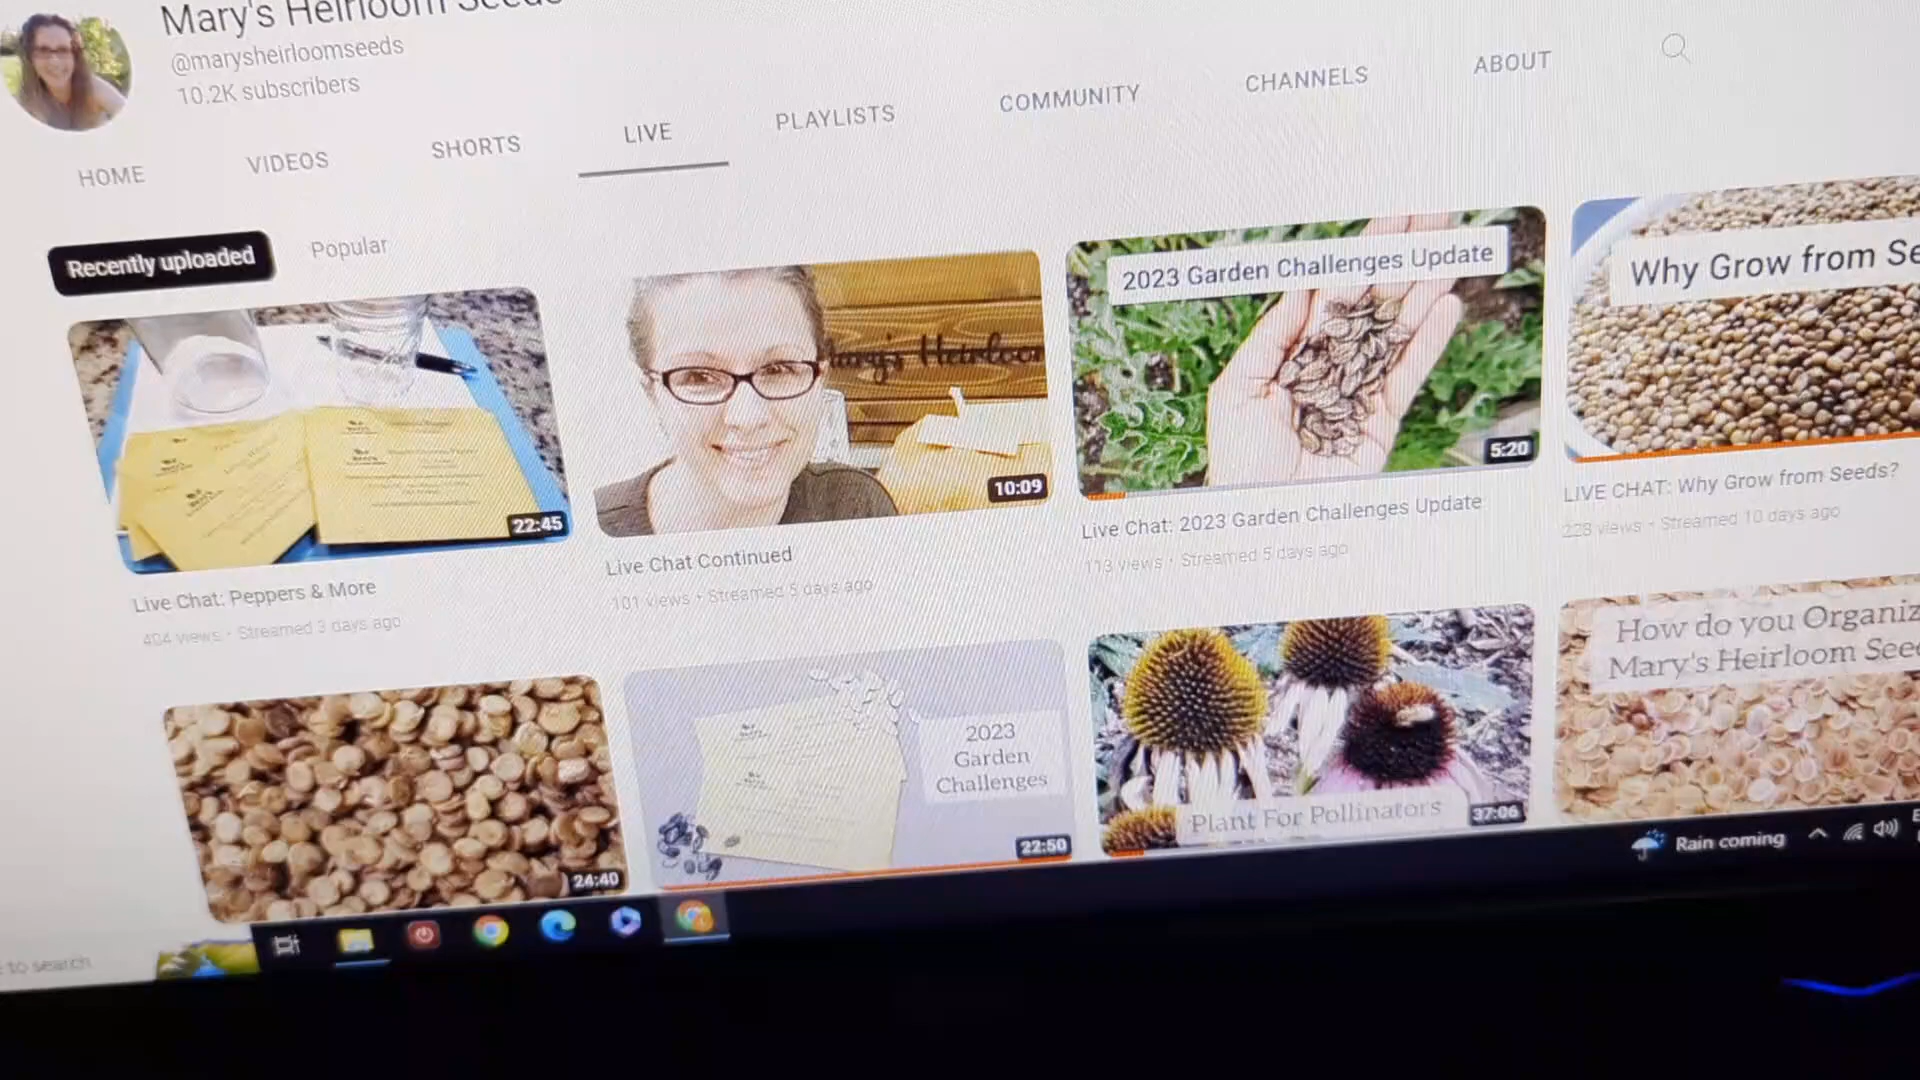 Mary's Heirloom Seeds
@marysheirloomseeds
10.2K subscribers
HOME
VIDEOS
SHORTS
LIVE
PLAYLISTS
COMMUNITY
CHANNELS
ABOUT
Recently uploaded
Popular
22:45
Live Chat: Peppers & More
404 views • Streamed 3 days ago
Mary's Heirloom
10:09
Live Chat Continued
101 views • Streamed 5 days ago
2023 Garden Challenges Update
5:20
Live Chat: 2023 Garden Challenges Update
113 views • Streamed 5 days ago
Why Grow from Se
LIVE CHAT: Why Grow from Seeds?
228 views • Streamed 10 days ago
24:40
2023
Garden
Challenges
22:50
Plant For Pollinators
37:06
How do you Organiz
Mary's Heirloom See
to search
Rain coming